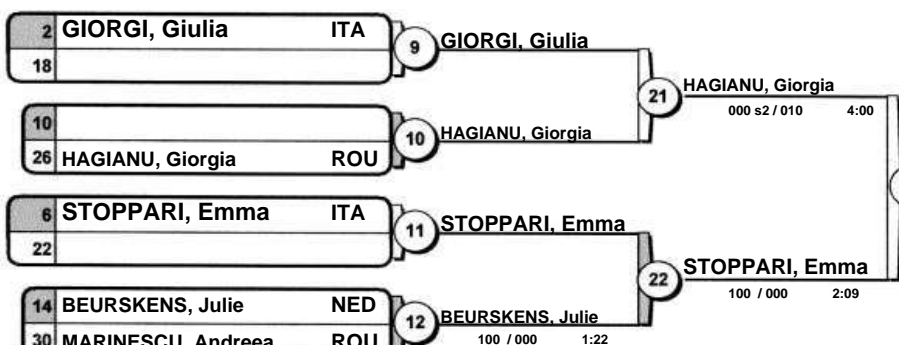 2 GIORGI, Giulia ITA
18
9 GIORGI, Giulia
10
26 HAGIANU, Giorgia ROU
10 HAGIANU, Giorgia
21 HAGIANU, Giorgia
000 s2 / 010 4:00
6 STOPPARI, Emma ITA
22
11 STOPPARI, Emma
14 BEURSKENS, Julie NED
30 MARINESCU, Andreea ROU
12 BEURSKENS, Julie
100 / 000 1:22
22 STOPPARI, Emma
100 / 000 2:09